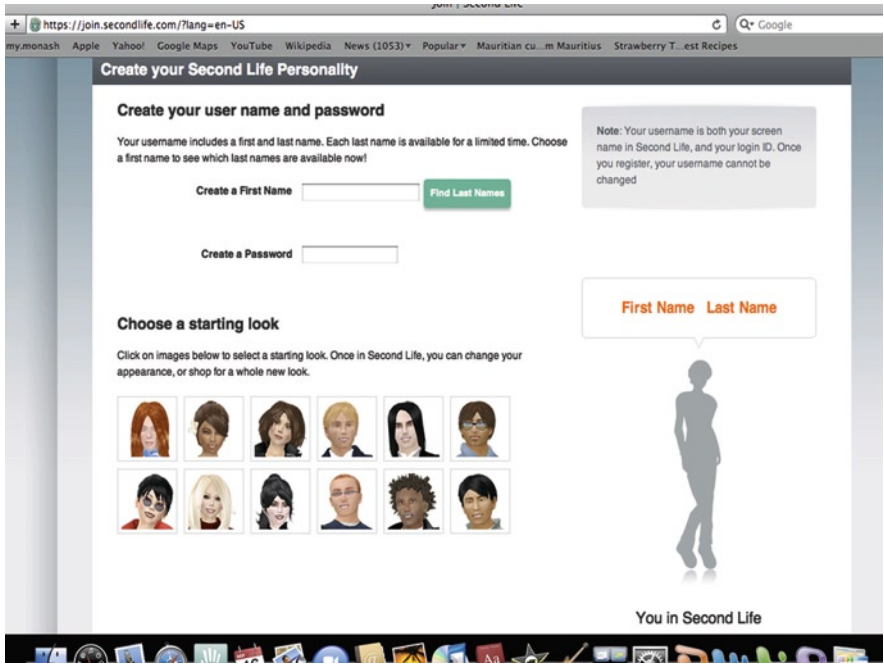 Join | Second Life
https://join.secondlife.com/?lang=en-US
Google
my.monash Apple Yahoo! Google Maps YouTube Wikipedia News (1053) Popular Mauritian cu...m Mauritius Strawberry T...est Recipes
Create your Second Life Personality
Create your user name and password
Your username includes a first and last name. Each last name is available for a limited time. Choose
a first name to see which last names are available now!
Create a First Name
Find Last Names
Create a Password
Note: Your username is both your screen
name in Second Life, and your login ID. Once
you register, your username cannot be
changed
Choose a starting look
Click on images below to select a starting look. Once in Second Life, you can change your
appearance, or shop for a whole new look.
First Name Last Name
You in Second Life
Aa